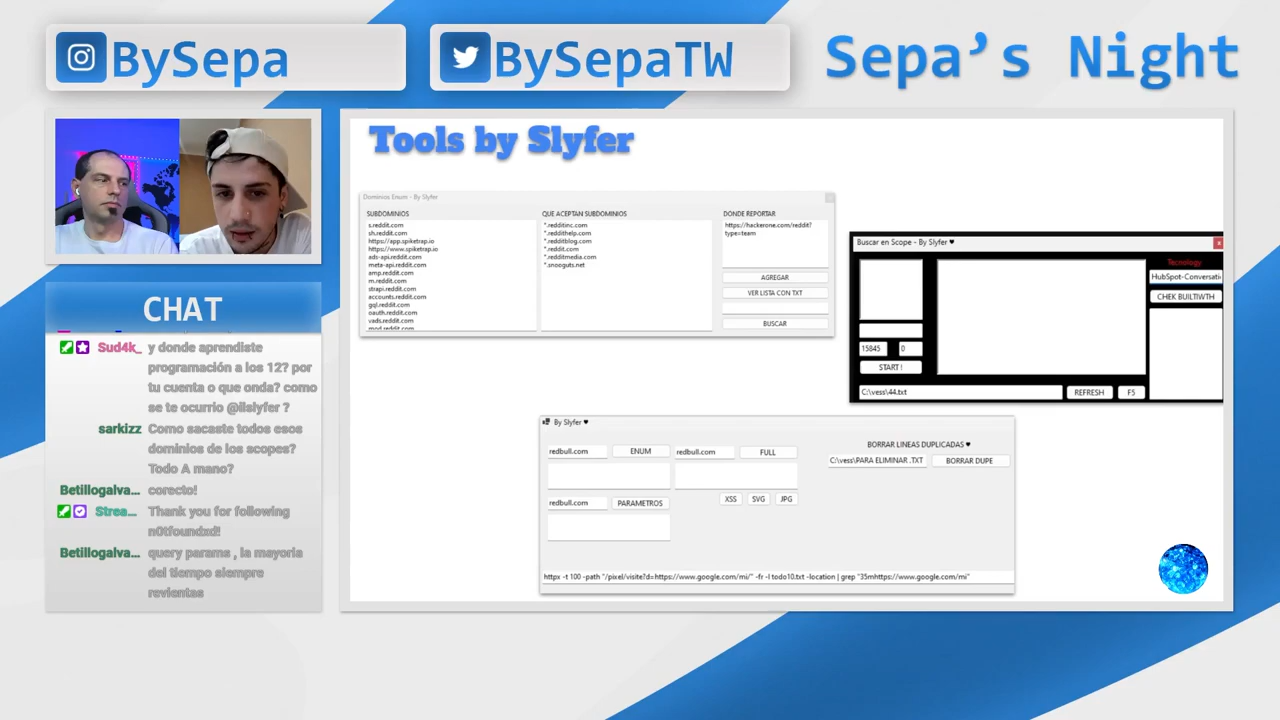 BySepa
BySepaTW
Sepa's Night
Tools by Slyfer
Dominios Enum - By Slyfer
SUBDOMINIOS
s.reddit.com
sh.reddit.com
https://app.spiketrap.io
https://www.spiketrap.io
ads-api.reddit.com
meta-api.reddit.com
amp.reddit.com
m.reddit.com
strapi.reddit.com
accounts.reddit.com
gql.reddit.com
oauth.reddit.com
vads.reddit.com
mod.reddit.com
QUE ACEPTAN SUBDOMINIOS
*.redditinc.com
*.reddithelp.com
*.redditblog.com
*.reddit.com
*.redditmedia.com
*.snooguts.net
DONDE REPORTAR
https://hackerone.com/reddit?
type=team
AGREGAR
VER LISTA CON TXT
BUSCAR
Buscar en Scope - By Slyfer ♥
Tecnology
HubSpot-Conversati
CHEK BUILTIWTH
15845
0
START !
C:\vess\44.txt
REFRESH
F5
By Slyfer ♥
redbull.com
ENUM
redbull.com
FULL
redbull.com
PARAMETROS
XSS
SVG
JPG
BORRAR LINEAS DUPLICADAS ♥
C:\vess\PARA ELIMINAR .TXT
BORRAR DUPE
httpx -t 100 -path "/pixel/visite?d=https://www.google.com/mi/" -fr -l todo10.txt -location | grep "35mhttps://www.google.com/mi"
CHAT
Sud4k_ y donde aprendiste
programación a los 12? por
tu cuenta o que onda? como
se te ocurrio @iislyfer ?
sarkizz Como sacaste todos esos
dominios de los scopes?
Todo A mano?
Betillogalva... corecto!
Strea... Thank you for following
n0tfoundxd!
Betillogalva... query params , la mayoria
del tiempo siempre
revientas